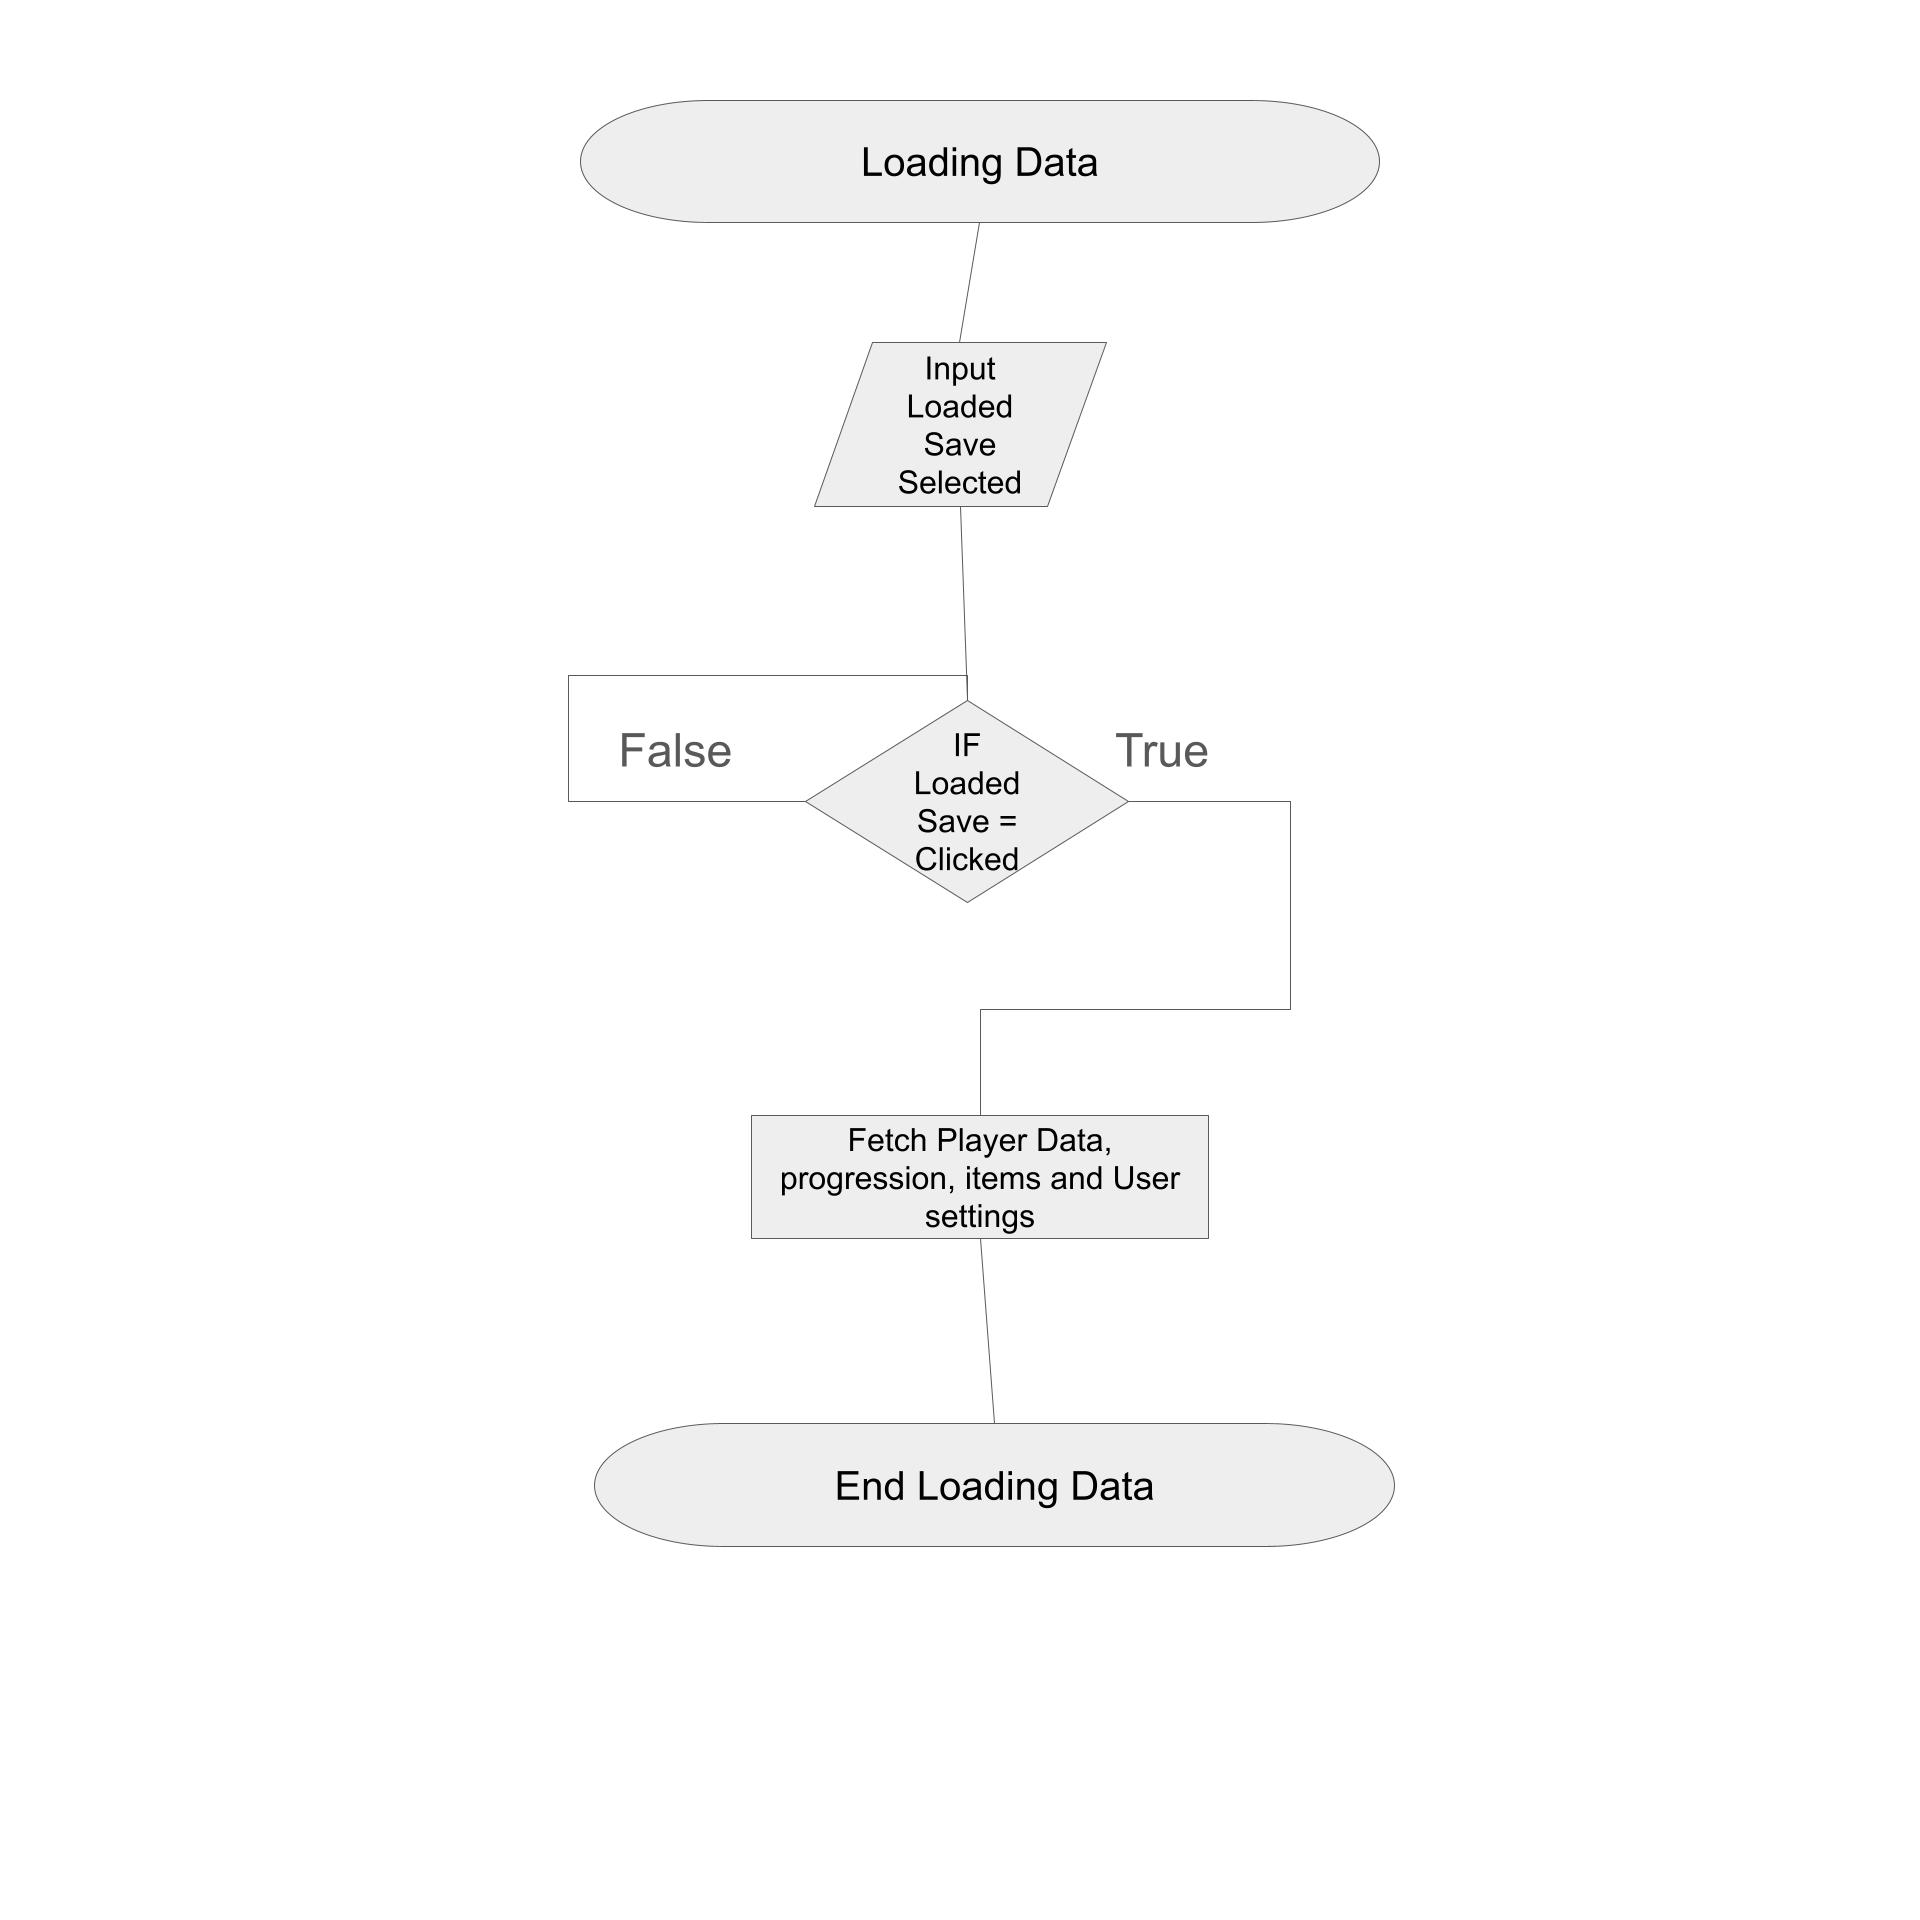 Loading Data
Input
Loaded
Save
Selected
False
True
IF
Loaded
Save =
Clicked
Fetch Player Data,
progression, items and User
settings
End Loading Data